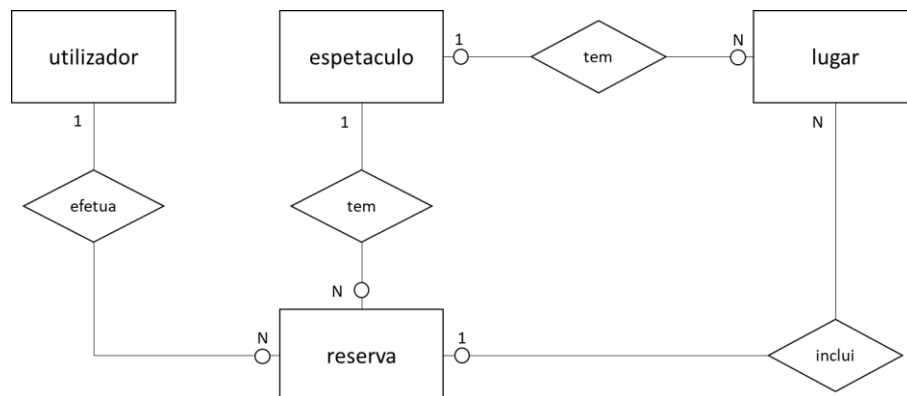 utilizador
espetaculo
1
tem
N
lugar
1
1
N
efetua
tem
N
N
reserva
1
inclui